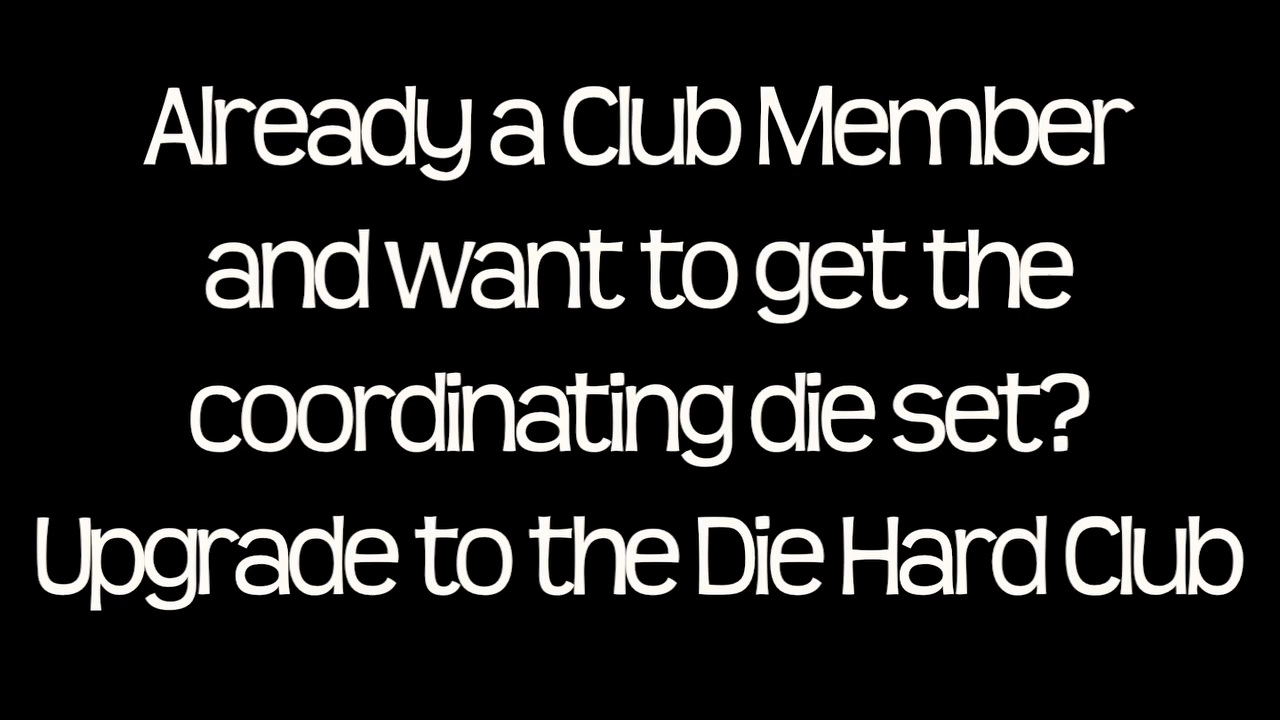 Already a Club Member
and want to get the
coordinating die set?
Upgrade to the Die Hard Club